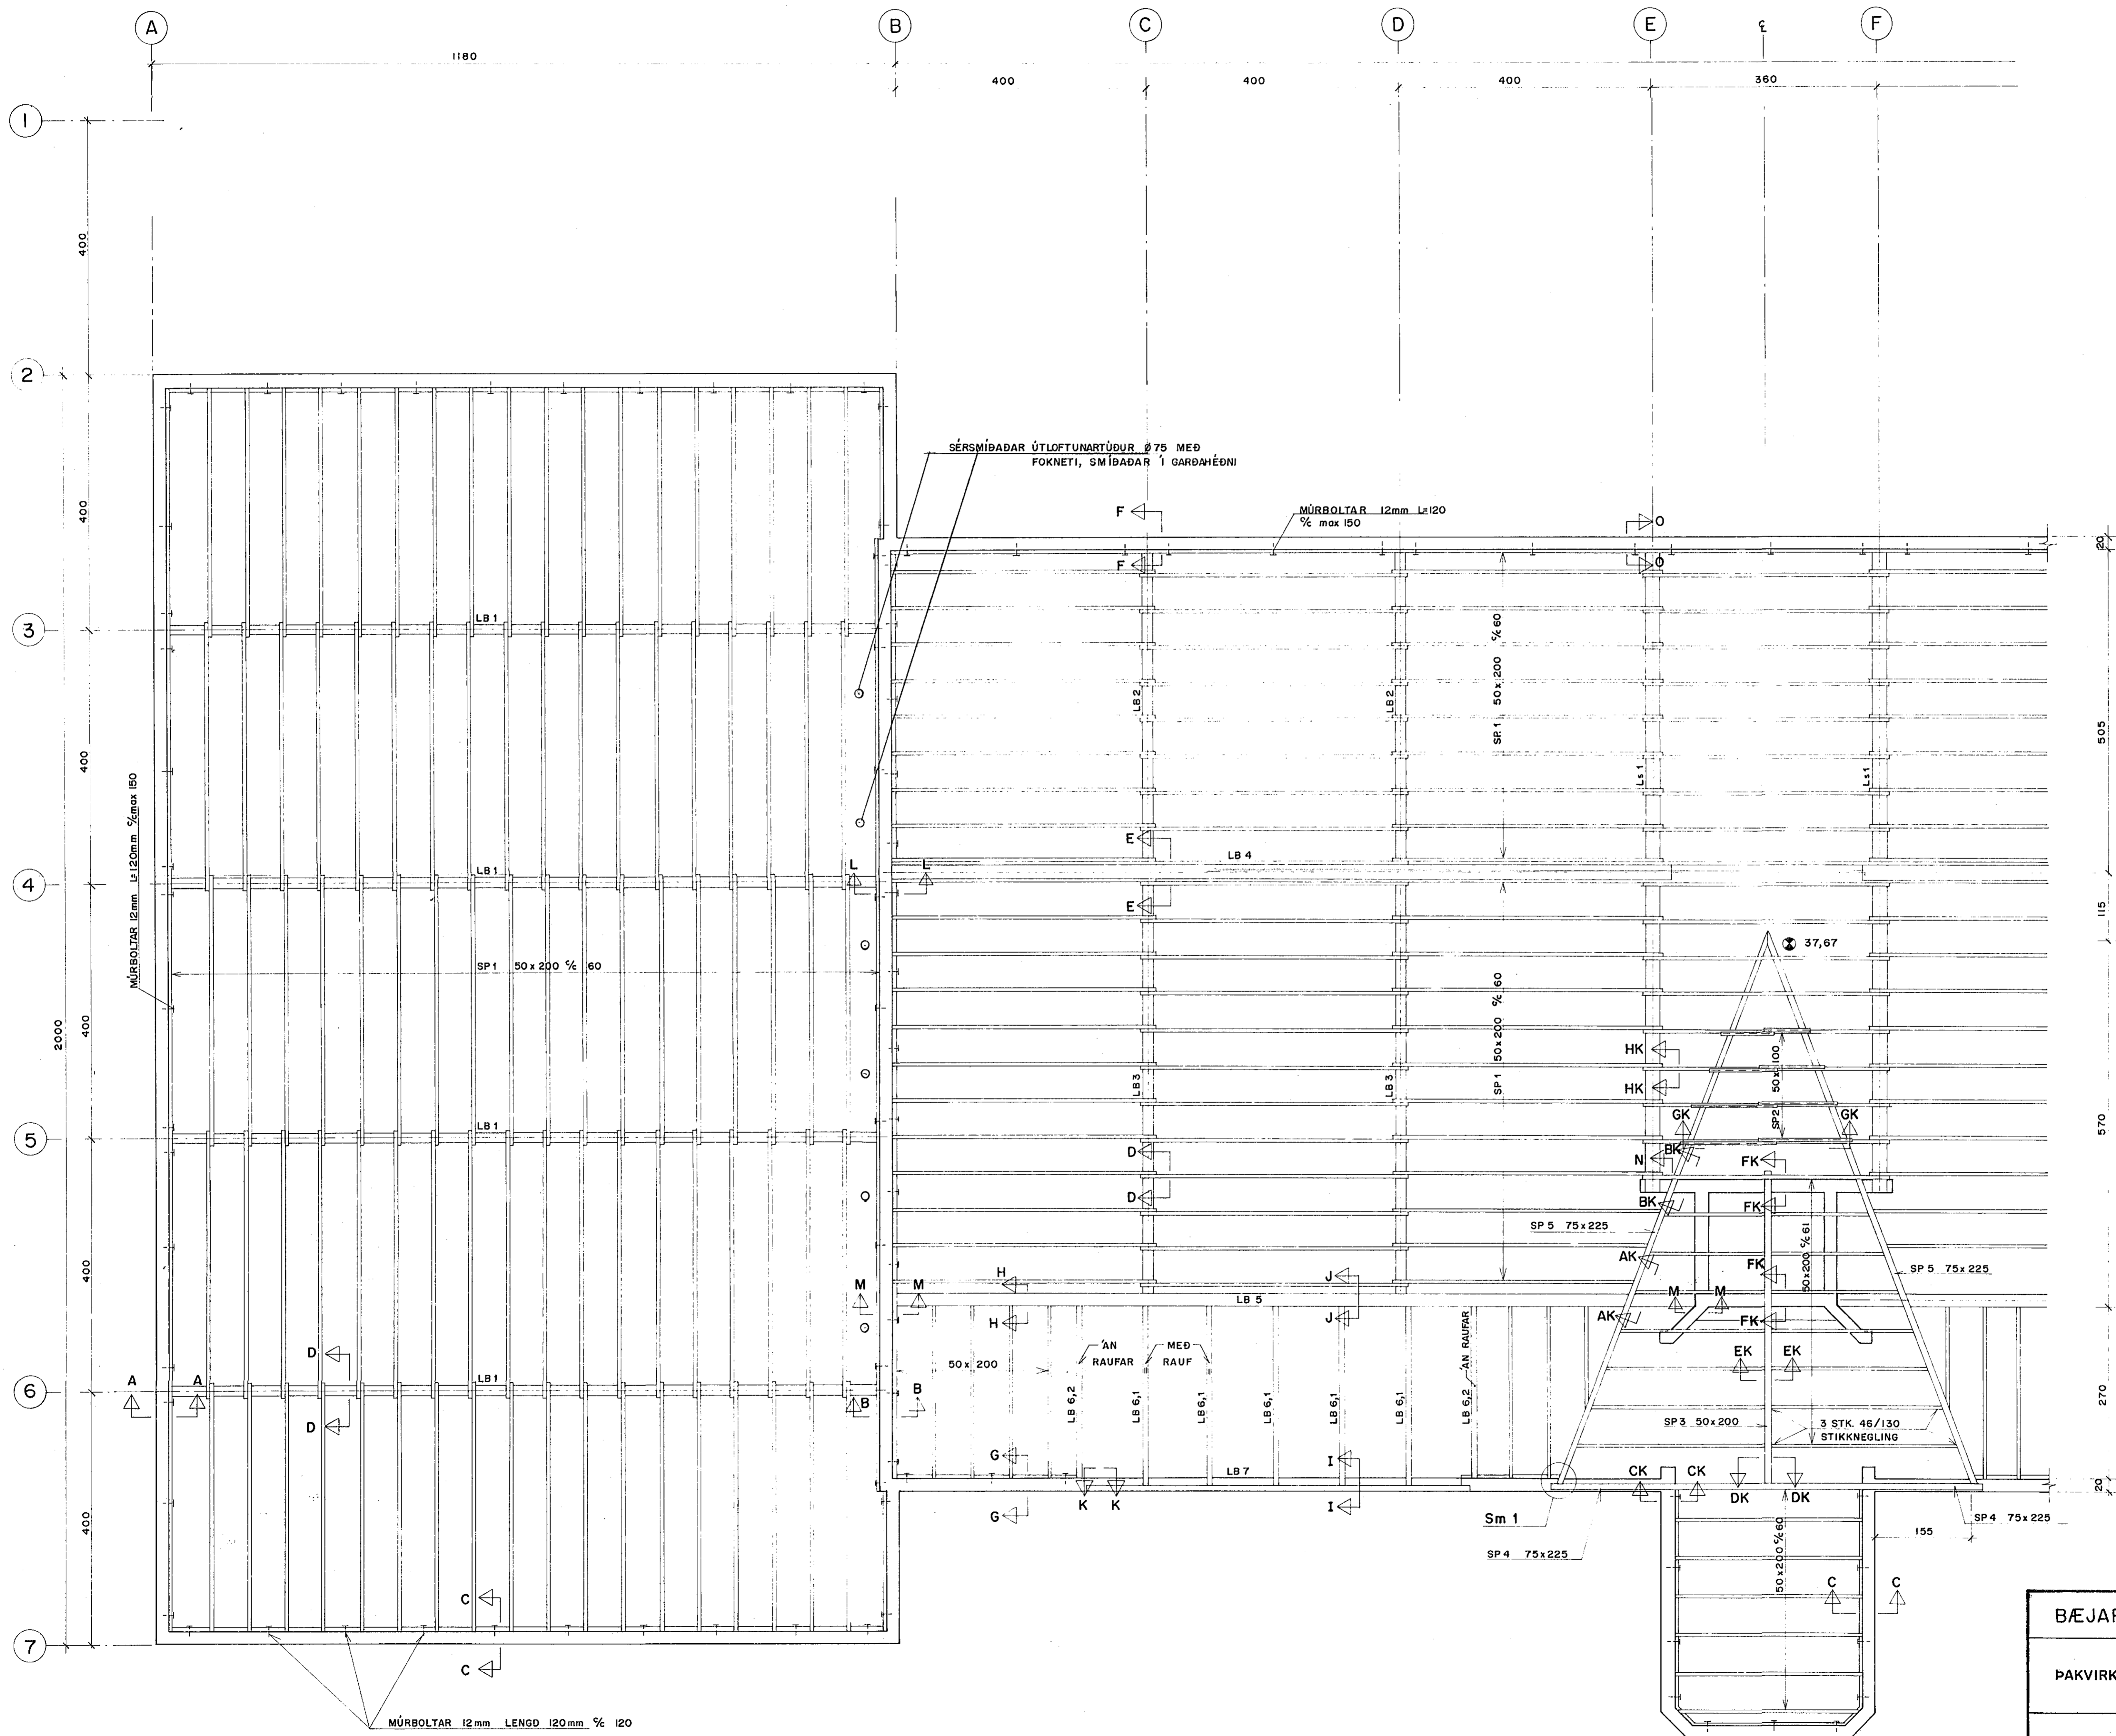 A
B
C
D
E
℄
F
1180
400
400
400
360
1
400
2
400
SÉRSMÍÐAÐAR ÚTLOFTUNARTÚÐUR Ø75 MEÐ
FOKNETI, SMÍÐAÐAR Í GARÐAHÉÐNI
MÚRBOLTAR 12mm L=120
℅ max 150
F
F
O
O
20
3
LB 1
LB 2
LB 2
SP 1 50x200 ℅ 60
Ls 1
Ls 1
505
400
MÚRBOLTAR 12mm L=120mm ℅ max 150
4
LB 1
L
L
E
E
LB 4
115
37,67
SP 1 50x200 ℅ 60
2000
400
SP 1 50x200 ℅ 60
LB 3
LB 3
HK
HK
SP2 50x100
GK
GK
570
5
LB 1
D
D
N
BK
BK
FK
FK
SP 5 75x225
AK
AK
FK
FK
50x200 ℅ 61
SP 5 75x225
400
M
M
H
H
J
J
LB 5
M
M
D
D
50x200
ÁN
RAUFAR
MEÐ
RAUF
ÁN RAUFAR
EK
EK
6
A
A
LB 1
B
B
LB 6,2
LB 6,1
LB 6,1
LB 6,1
LB 6,1
LB 6,1
LB 6,2
SP 3 50x200
3 STK. 46/130
STIKKNEGLING
270
G
G
LB 7
I
I
K
K
CK
CK
DK
DK
20
Sm 1
SP 4 75x225
SP 4 75x225
155
400
50x200 ℅ 60
C
C
C
C
7
MÚRBOLTAR 12mm LENGD 120mm ℅ 120
BÆJAR
ÞAKVIRK